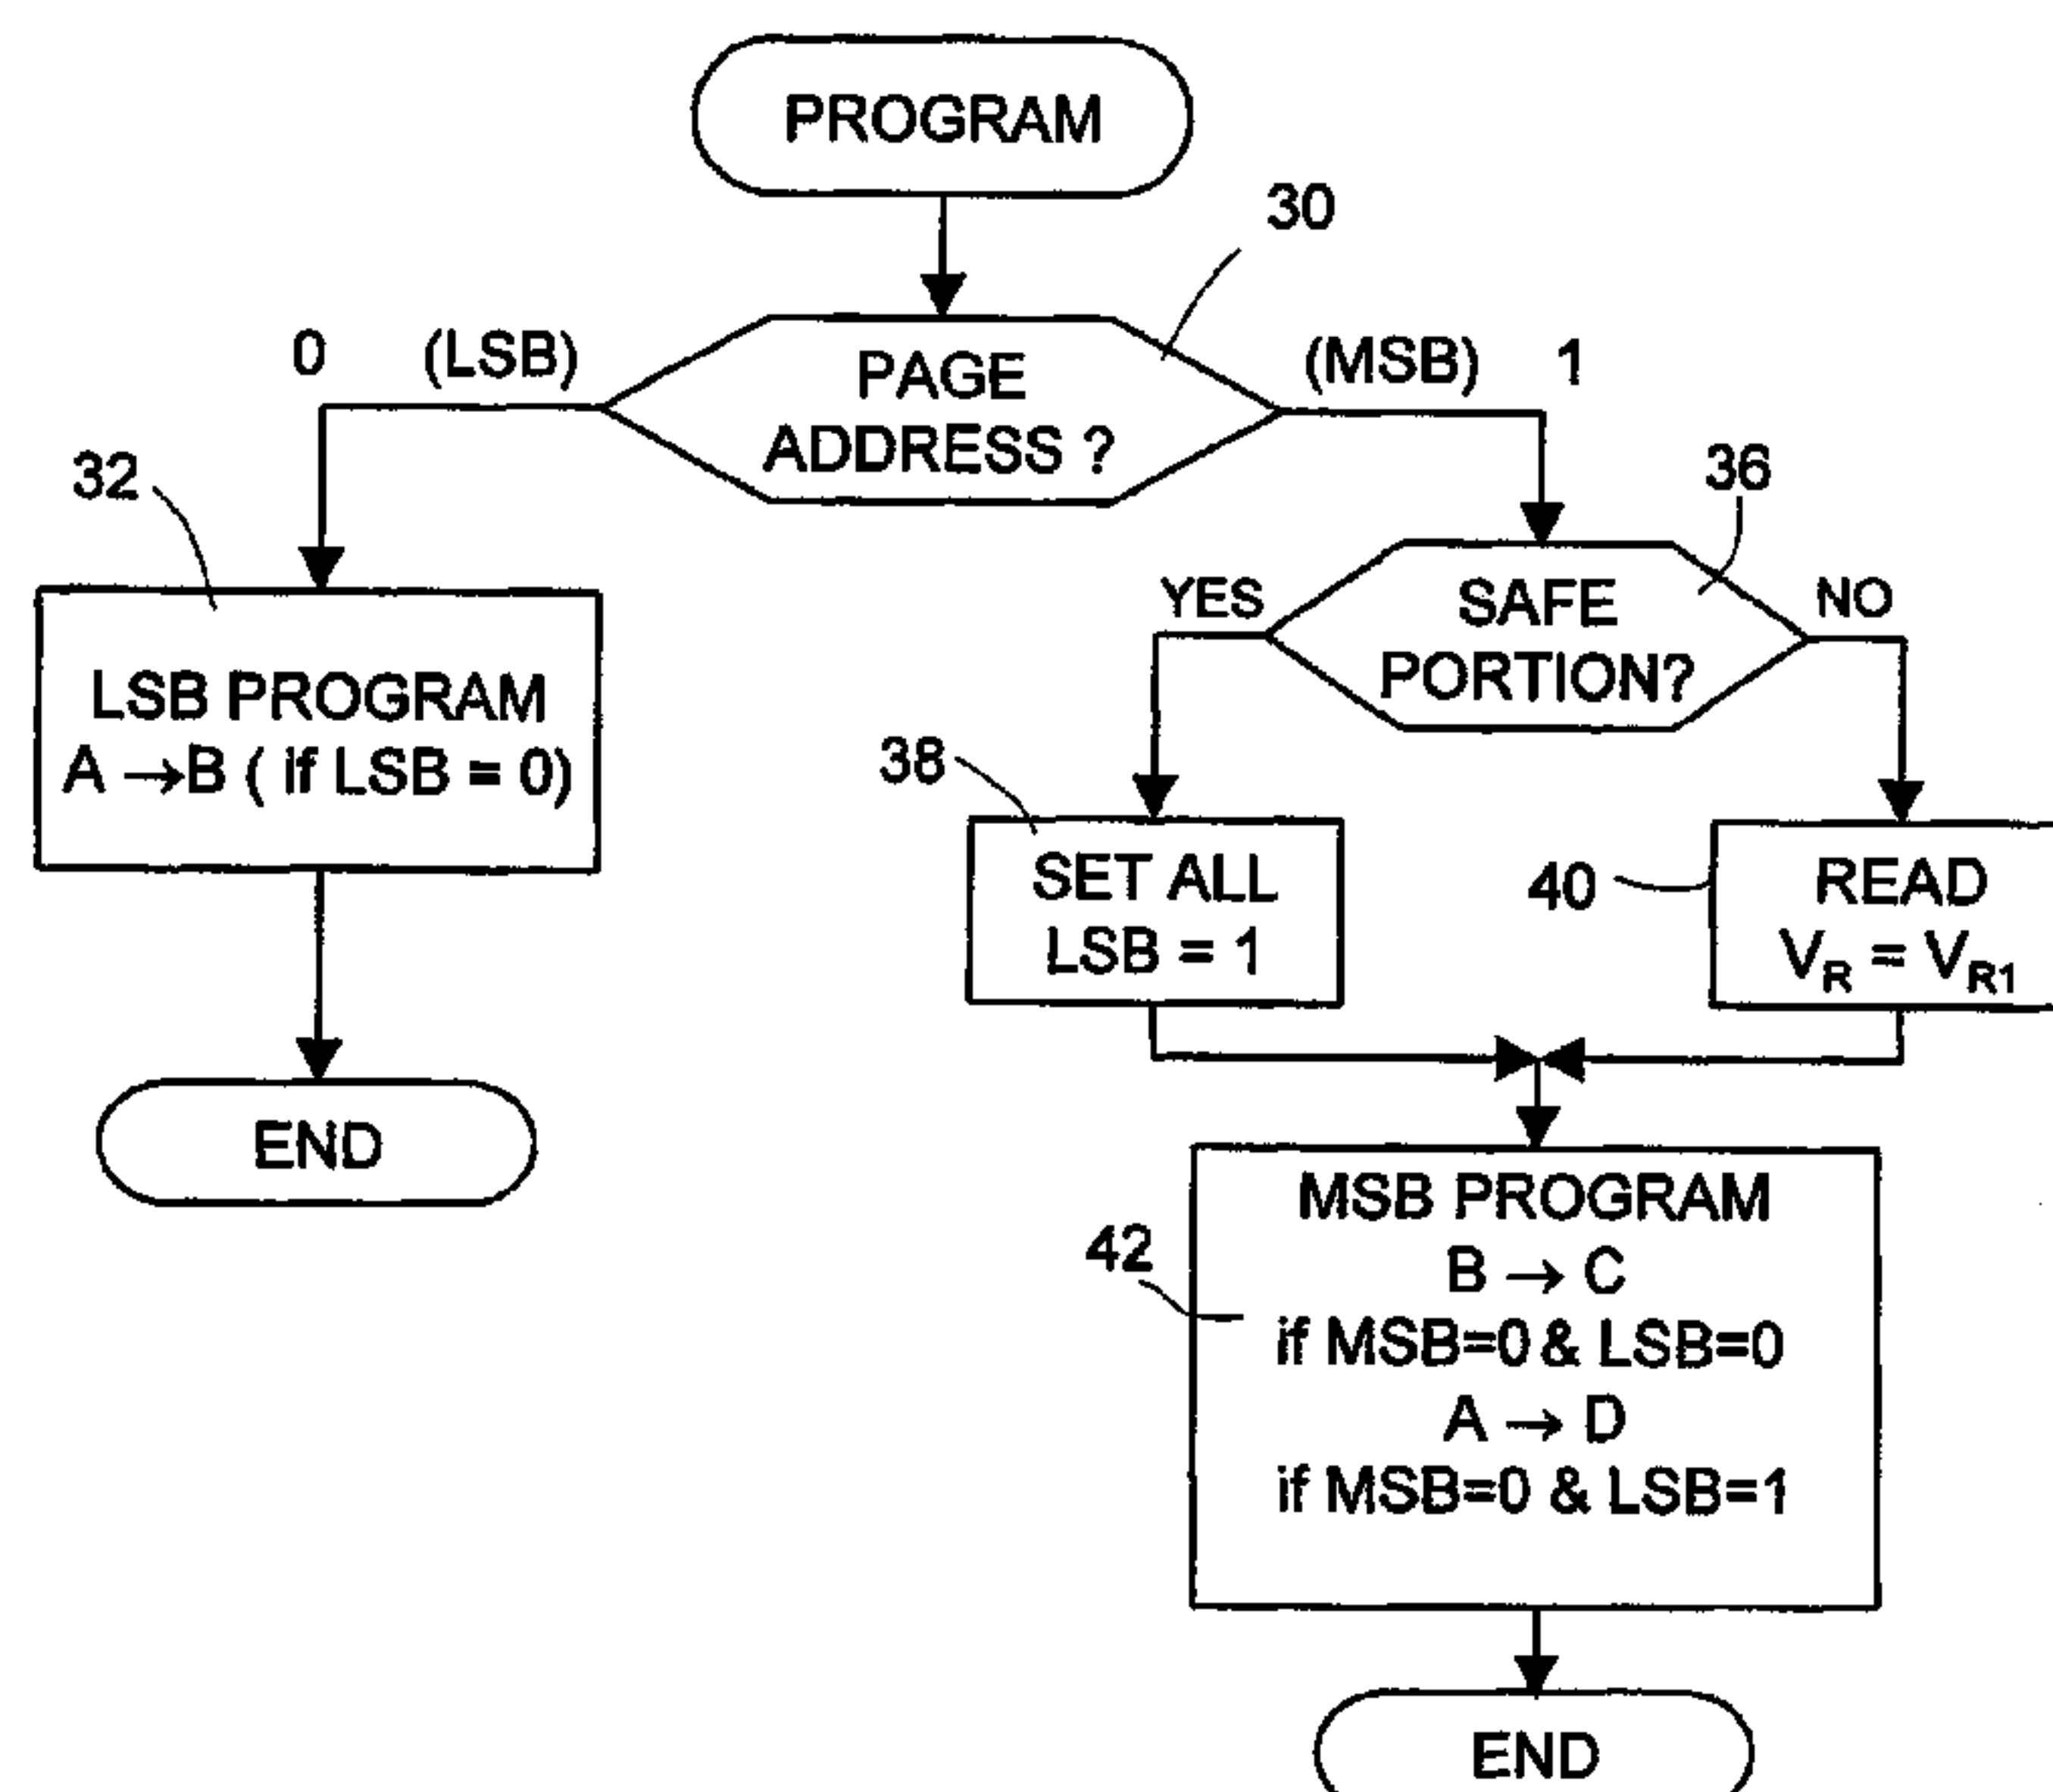 PROGRAM
30
0 (LSB)
PAGE
ADDRESS ?
(MSB) 1
32
36
LSB PROGRAM
A →B ( if LSB = 0)
YES
SAFE
PORTION?
NO
38
SET ALL
LSB = 1
40
READ
VR = VR1
END
42
MSB PROGRAM
B → C
if MSB=0 & LSB=0
A → D
if MSB=0 & LSB=1
END